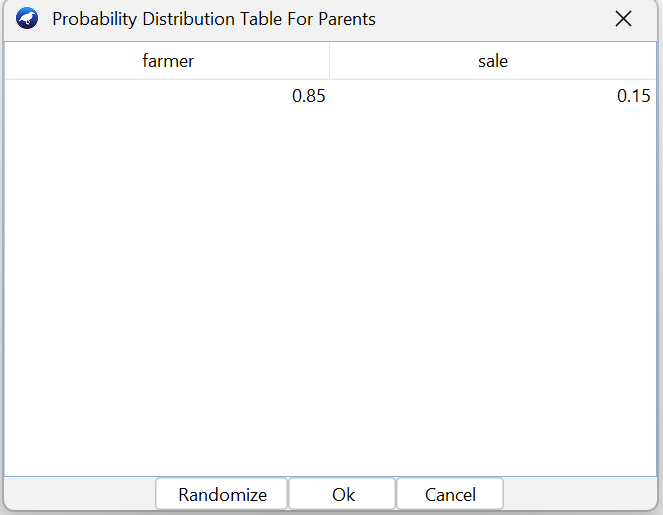 Probability Distribution Table For Parents
farmer sale
0.85 0.15
Randomize Ok Cancel